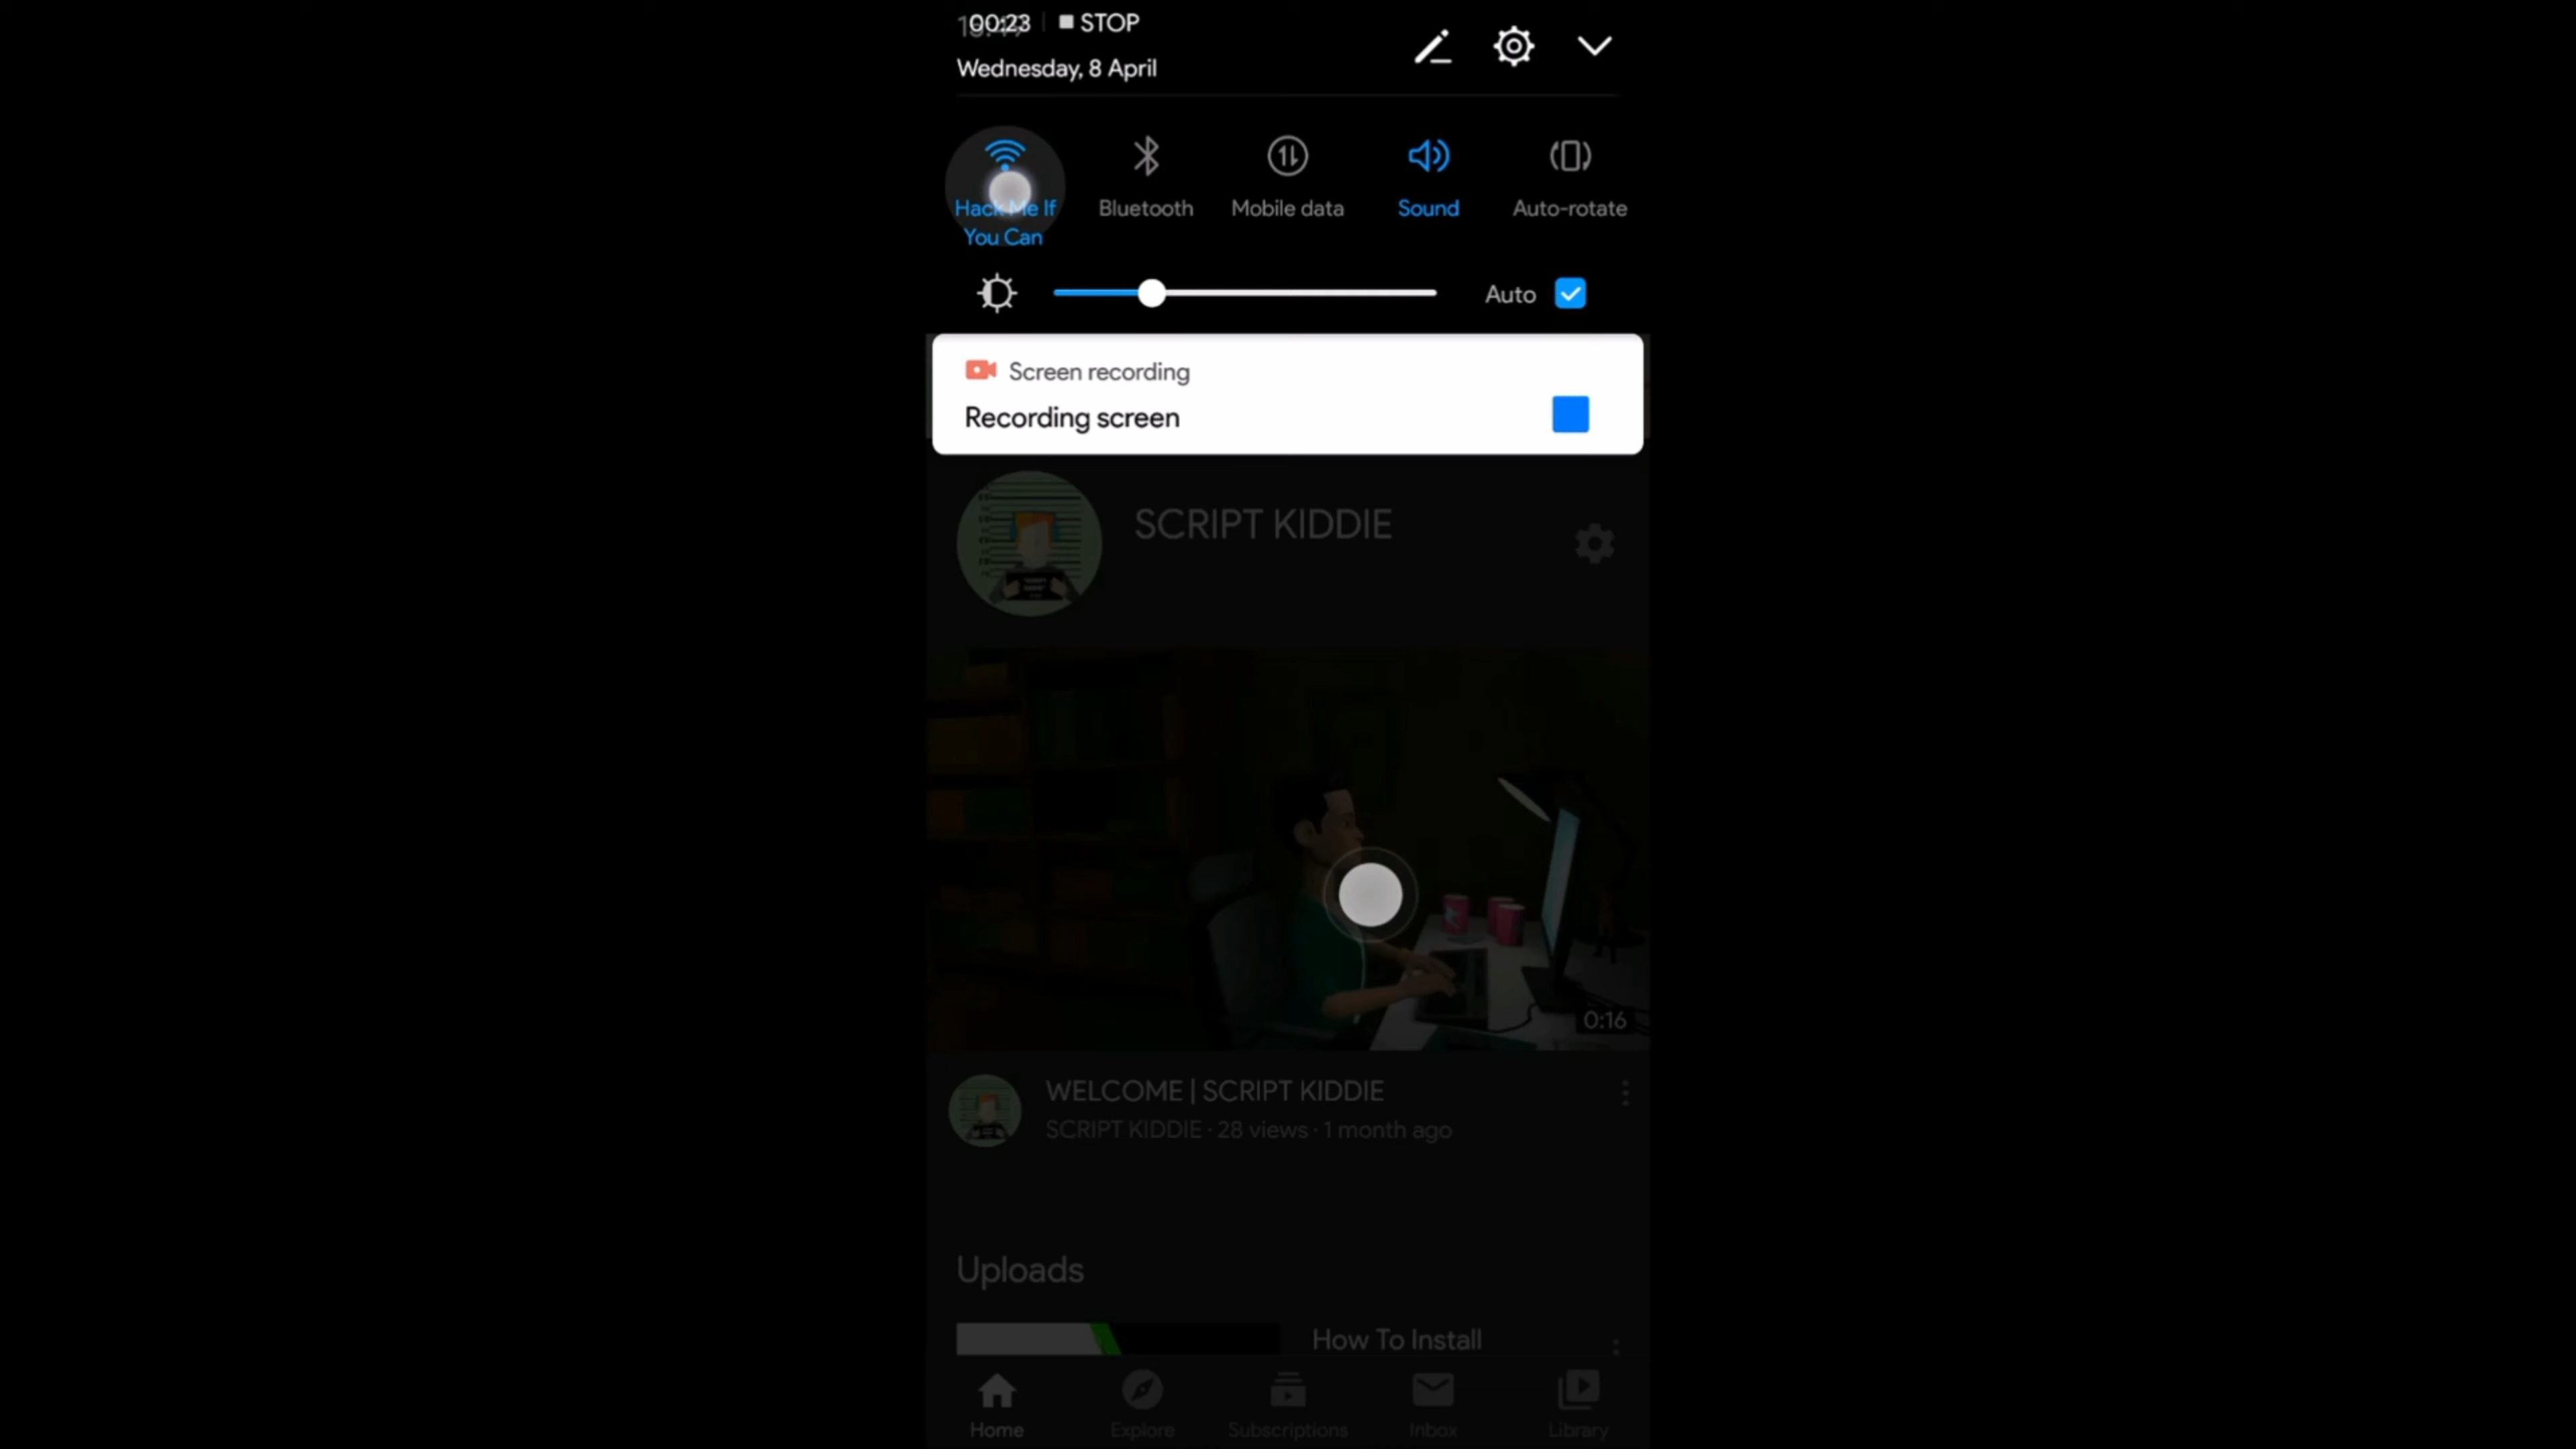 00:23 STOP
Wednesday, 8 April
Hack Me If
You Can
Bluetooth
Mobile data
Sound
Auto-rotate
Auto
Screen recording
Recording screen
SCRIPT KIDDIE
0:16
WELCOME | SCRIPT KIDDIE
SCRIPT KIDDIE · 28 views · 1 month ago
Uploads
How To Install
Home
Explore
Subscriptions
Inbox
Library